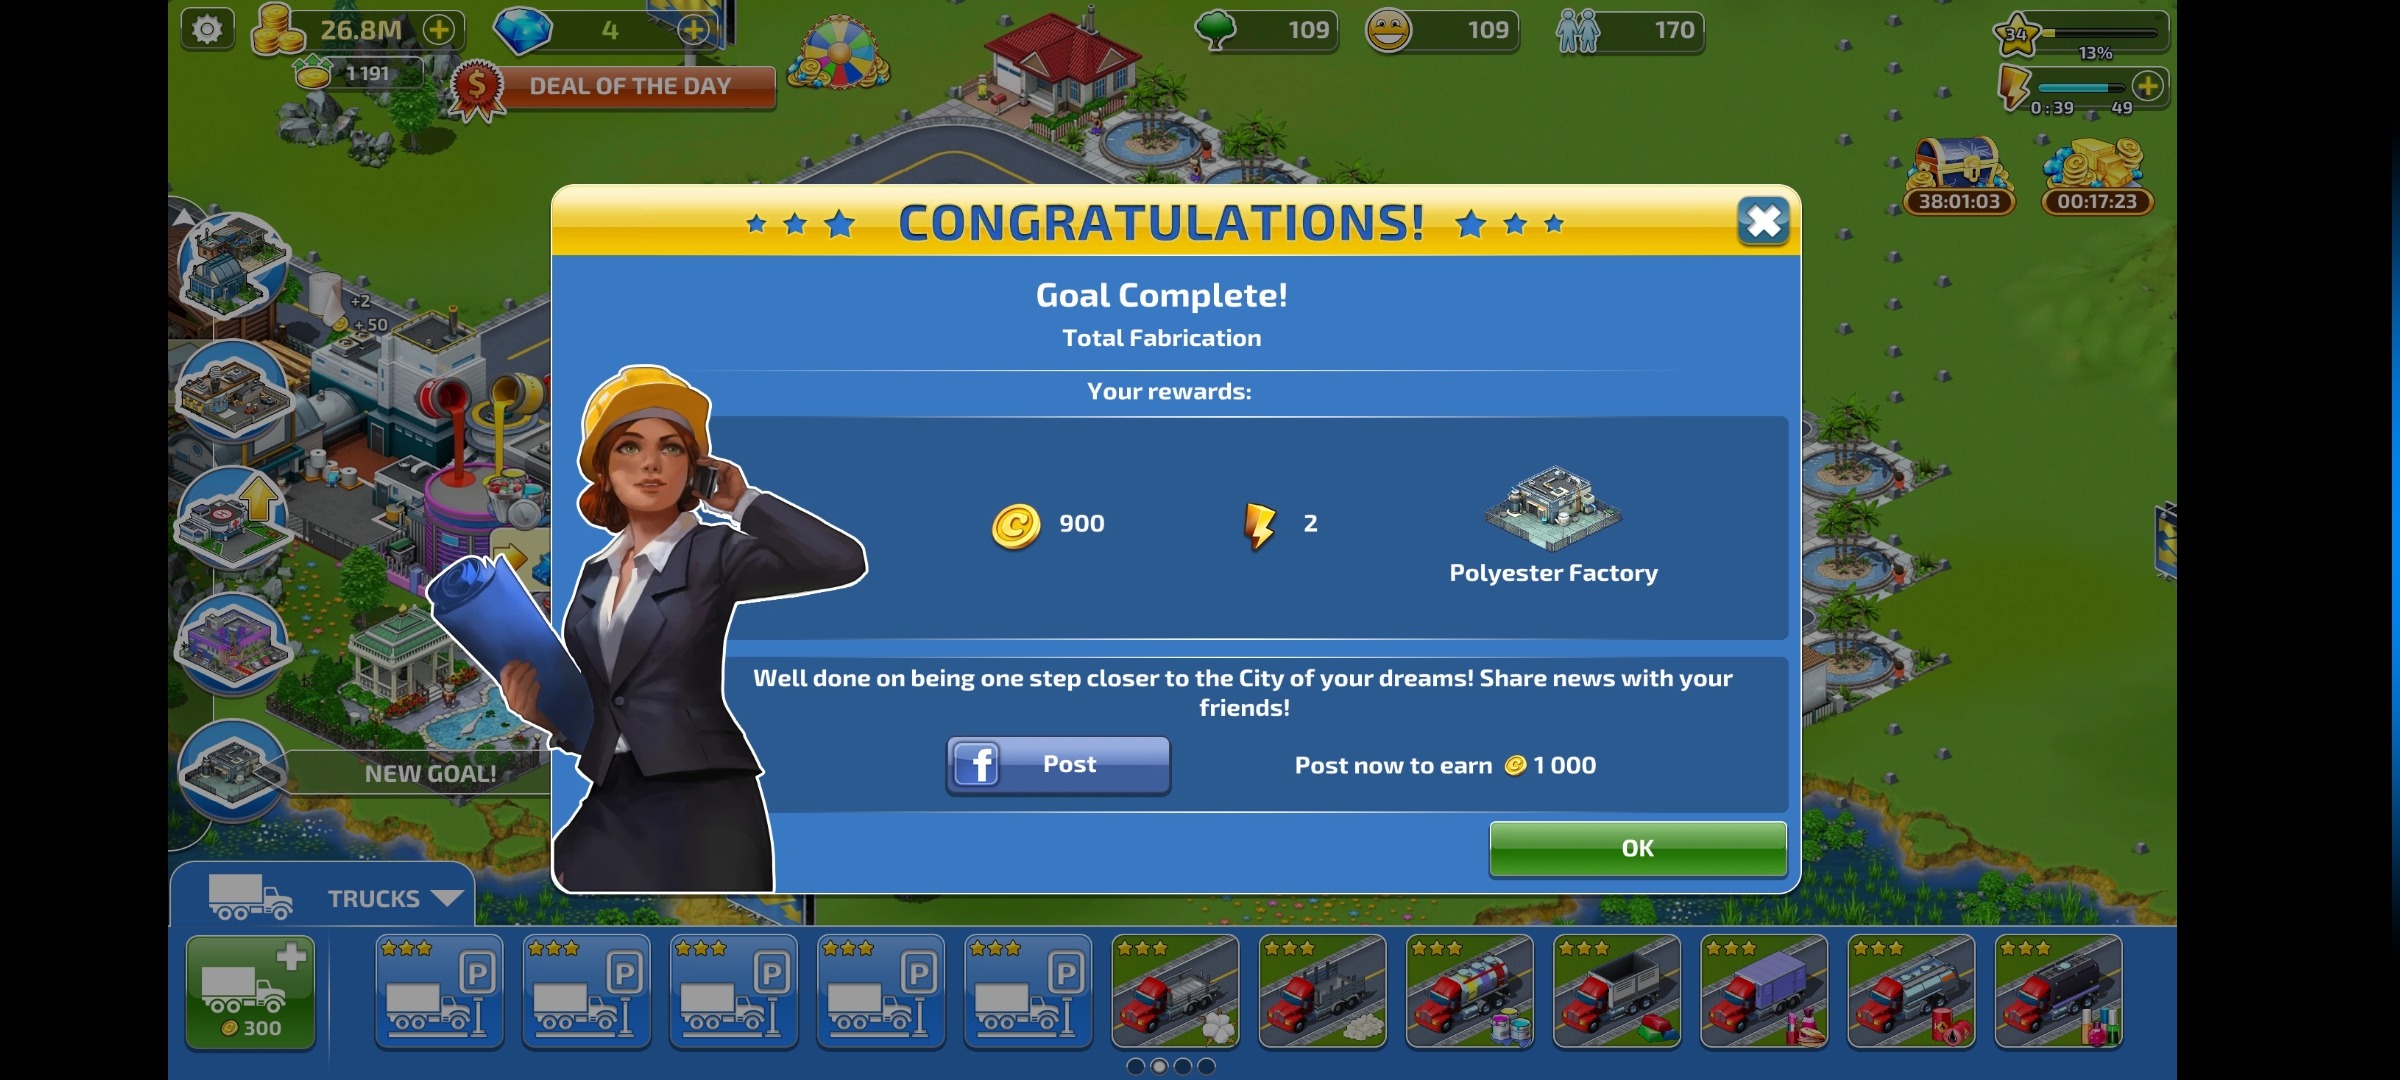 26.8M
4
109
109
170
34
13%
1 191
DEAL OF THE DAY
0:39
49
38:01:03
00:17:23
CONGRATULATIONS!
Goal Complete!
Total Fabrication
Your rewards:
+2
+50
900
2
Polyester Factory
Well done on being one step closer to the City of your dreams! Share news with your
friends!
f Post
Post now to earn 1 000
NEW GOAL!
OK
TRUCKS
300
P
P
P
P
P